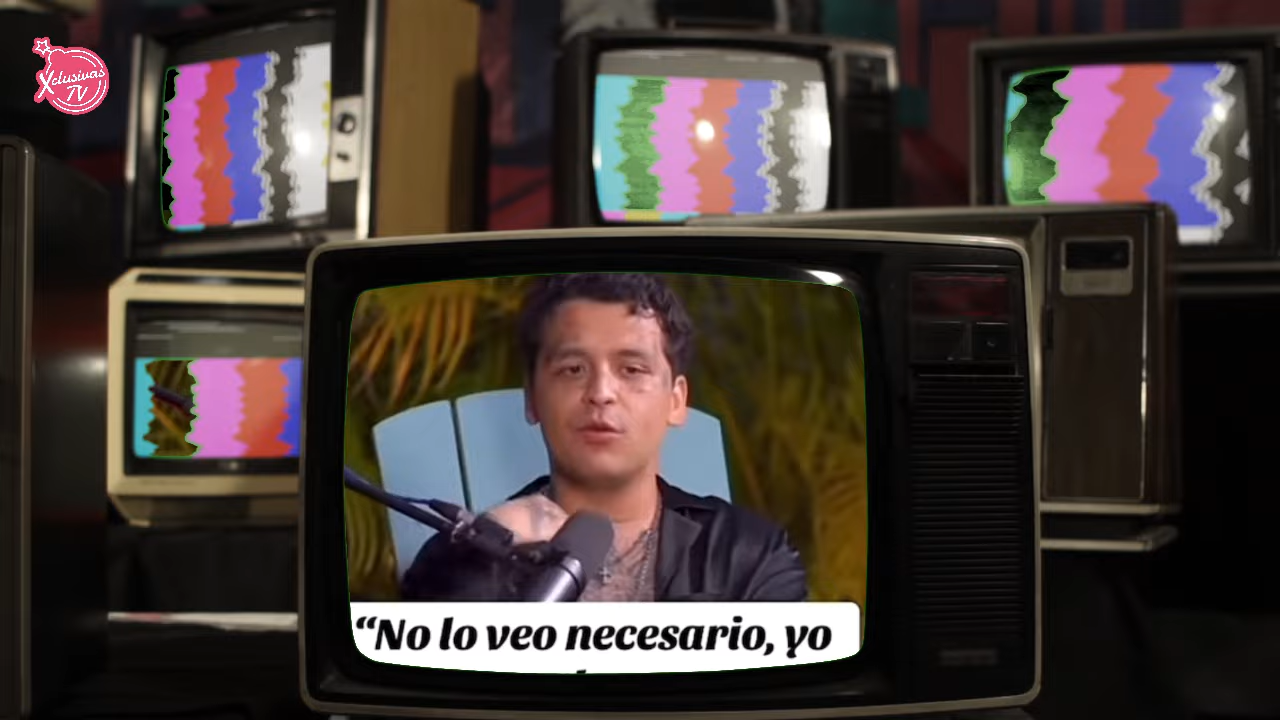 Xclusivas
TV
“No lo veo necesario, yo